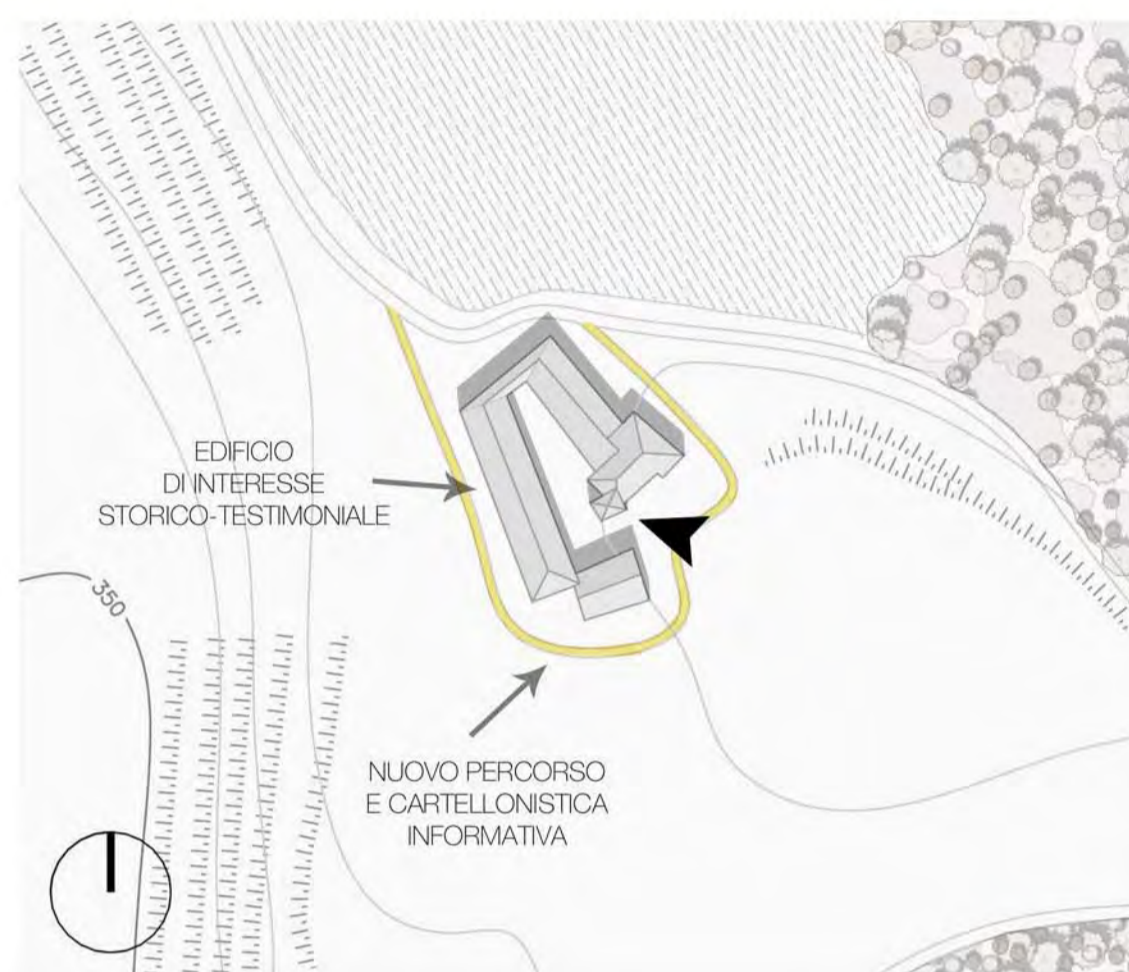 EDIFICIO
DI INTERESSE
STORICO-TESTIMONIALE
350
NUOVO PERCORSO
E CARTELLONISTICA
INFORMATIVA